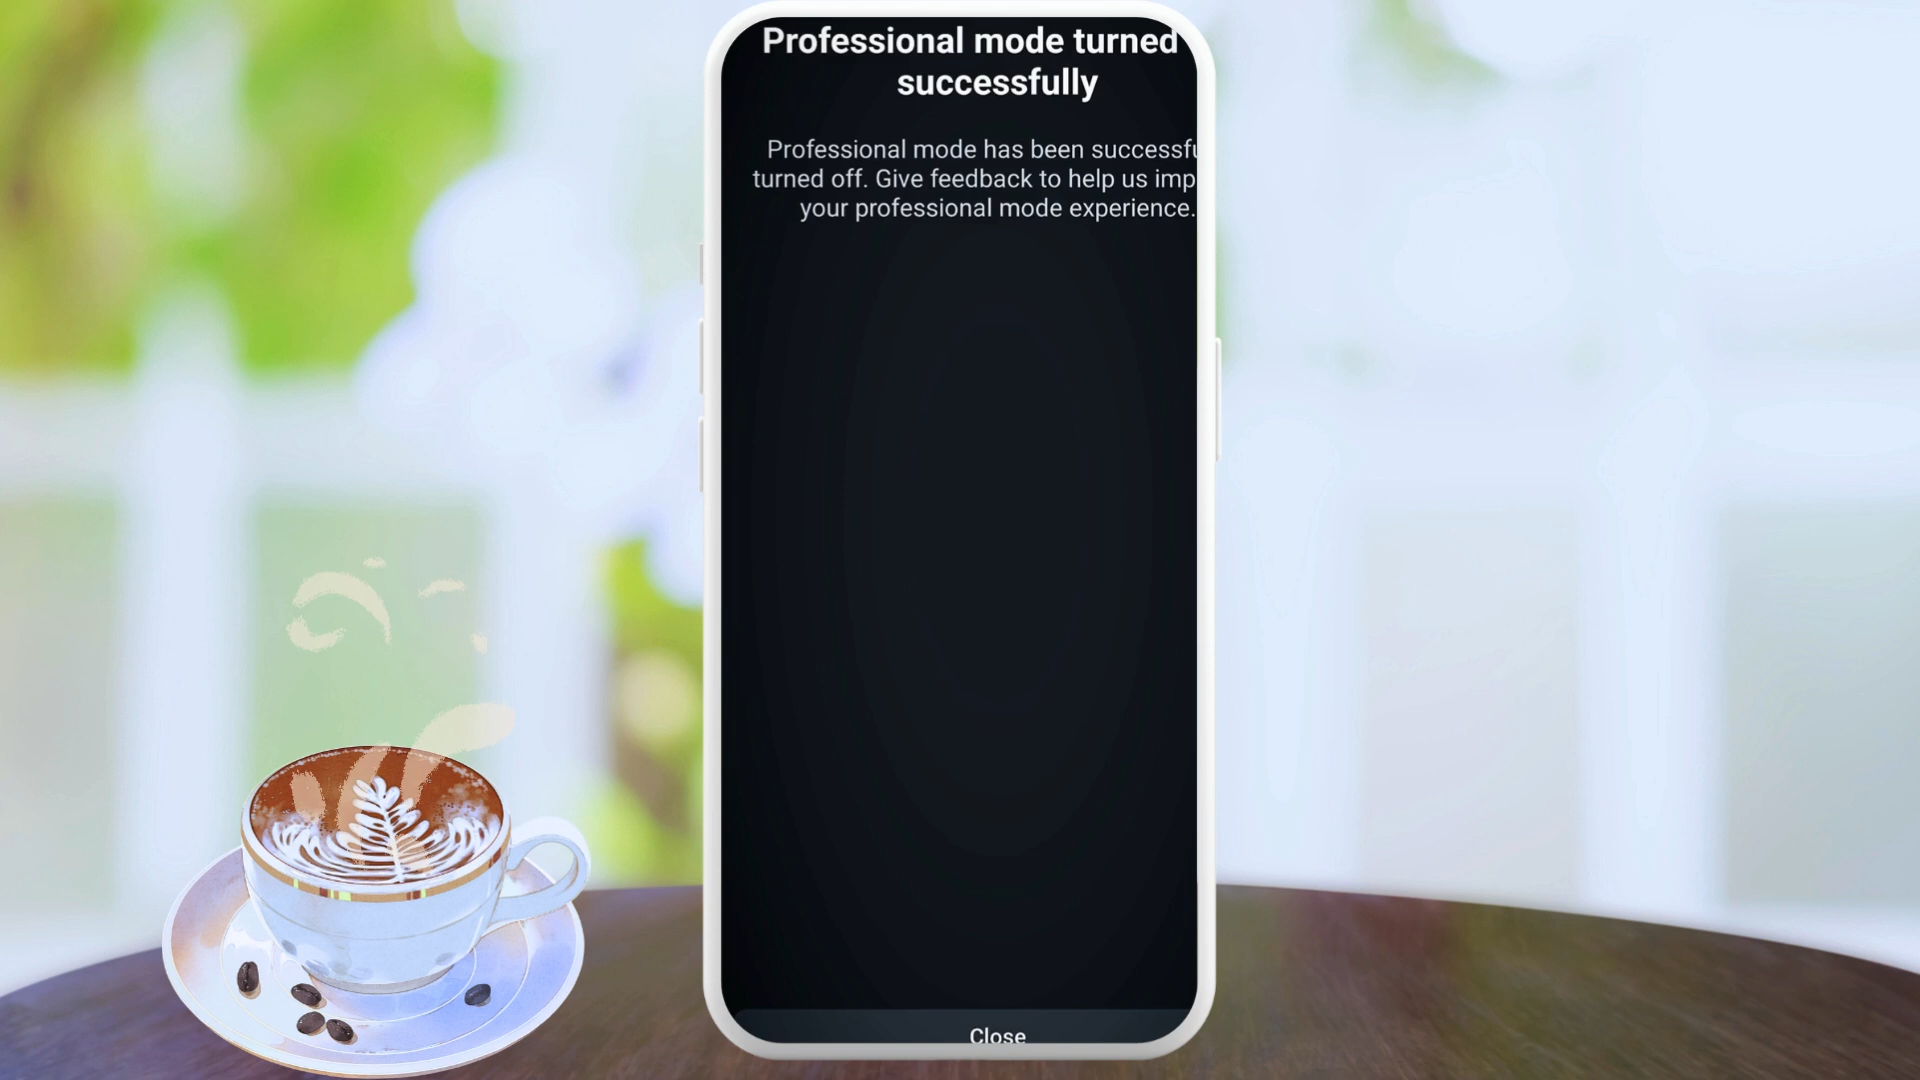 Professional mode turned
successfully
Professional mode has been successfu
turned off. Give feedback to help us imp
your professional mode experience.
Close